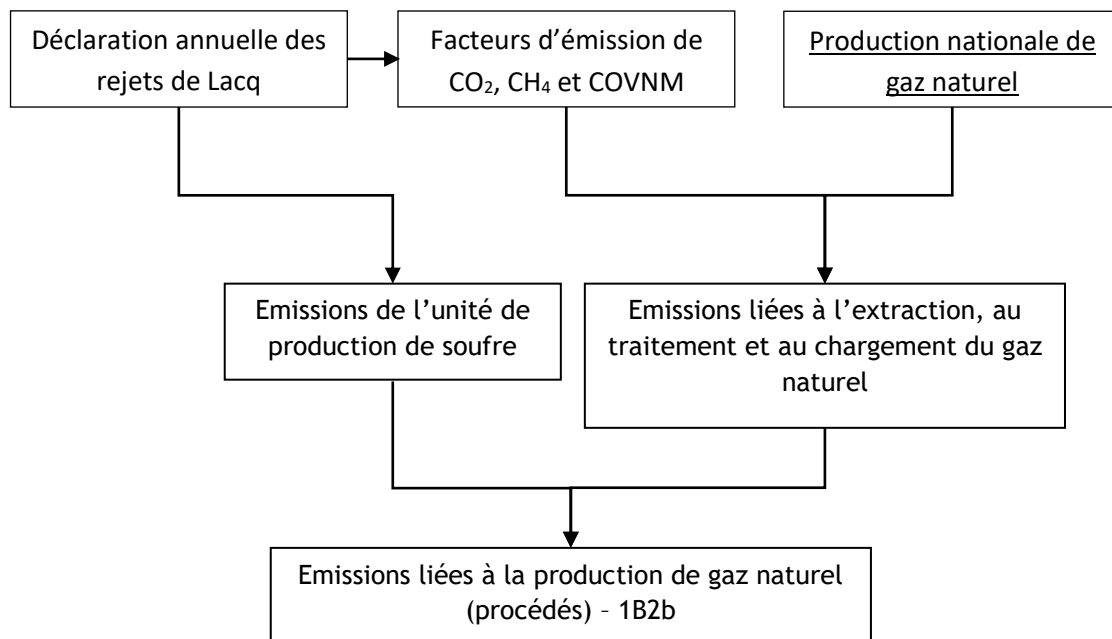 Déclaration annuelle des
rejets de Lacq
Facteurs d’émission de
CO₂, CH₄ et COVNM
Production nationale de
gaz naturel
Emissions de l’unité de
production de soufre
Emissions liées à l’extraction, au
traitement et au chargement du gaz
naturel
Emissions liées à la production de gaz naturel
(procédés) – 1B2b